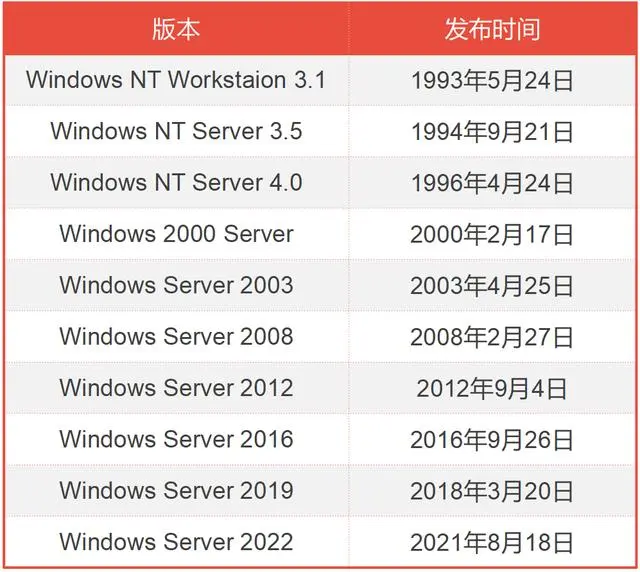 版本 发布时间
Windows NT Workstaion 3.1 1993年5月24日
Windows NT Server 3.5 1994年9月21日
Windows NT Server 4.0 1996年4月24日
Windows 2000 Server 2000年2月17日
Windows Server 2003 2003年4月25日
Windows Server 2008 2008年2月27日
Windows Server 2012 2012年9月4日
Windows Server 2016 2016年9月26日
Windows Server 2019 2018年3月20日
Windows Server 2022 2021年8月18日